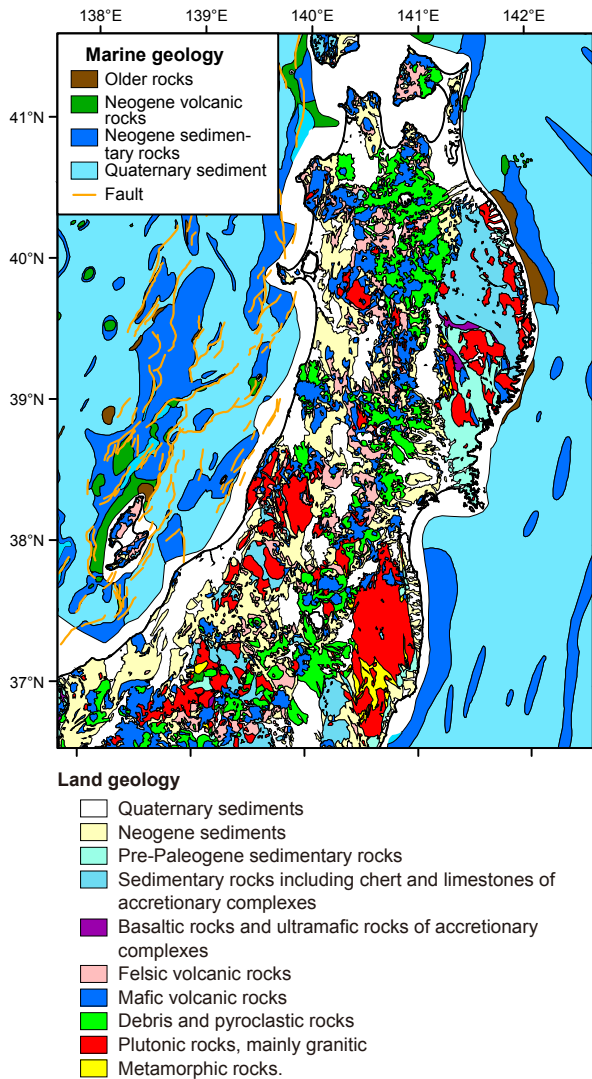 138°E 139°E 140°E 141°E 142°E
Marine geology
Older rocks
Neogene volcanic
rocks
Neogene sedimen-
tary rocks
Quaternary sediment
Fault
41°N
40°N
39°N
38°N
37°N
Land geology
Quaternary sediments
Neogene sediments
Pre-Paleogene sedimentary rocks
Sedimentary rocks including chert and limestones of
accretionary complexes
Basaltic rocks and ultramafic rocks of accretionary
complexes
Felsic volcanic rocks
Mafic volcanic rocks
Debris and pyroclastic rocks
Plutonic rocks, mainly granitic
Metamorphic rocks.